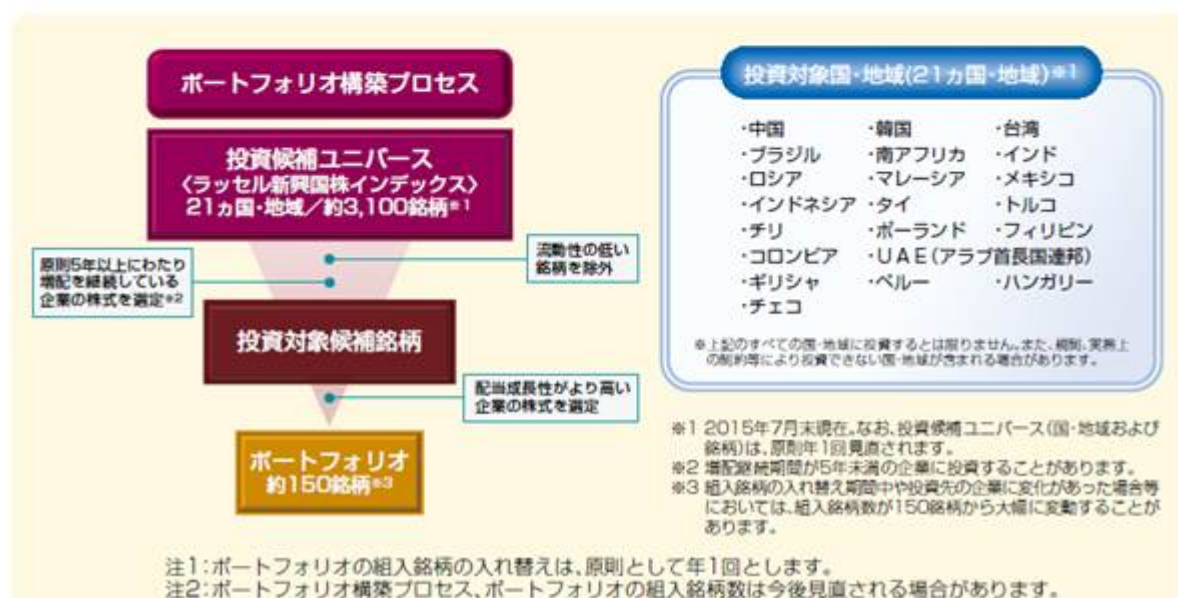 ポートフォリオ構築プロセス
投資候補ユニバース
〈ラッセル新興国株インデックス〉
21ヵ国・地域／約3,100銘柄※1
流動性の低い
銘柄を除外
原則5年以上にわたり
増配を継続している
企業の株式を選定※2
投資対象候補銘柄
配当成長性がより高い
企業の株式を選定
ポートフォリオ
約150銘柄※3
投資対象国・地域(21ヵ国・地域)※1
・中国 ・韓国 ・台湾
・ブラジル ・南アフリカ ・インド
・ロシア ・マレーシア ・メキシコ
・インドネシア ・タイ ・トルコ
・チリ ・ポーランド ・フィリピン
・コロンビア ・UAE(アラブ首長国連邦)
・ギリシャ ・ペルー ・ハンガリー
・チェコ
※上記のすべての国・地域に投資するとは限りません。また、規制、実務上
の制約等により投資できない国・地域が含まれる場合があります。
※1 2015年7月末現在。なお、投資候補ユニバース(国・地域および
銘柄)は、原則年1回見直されます。
※2 増配継続期間が5年未満の企業に投資することがあります。
※3 組入銘柄の入れ替え期間中や投資先の企業に変化があった場合等
においては、組入銘柄数が150銘柄から大幅に変動することが
あります。
注1:ポートフォリオの組入銘柄の入れ替えは、原則として年1回とします。
注2:ポートフォリオ構築プロセス、ポートフォリオの組入銘柄数は今後見直される場合があります。